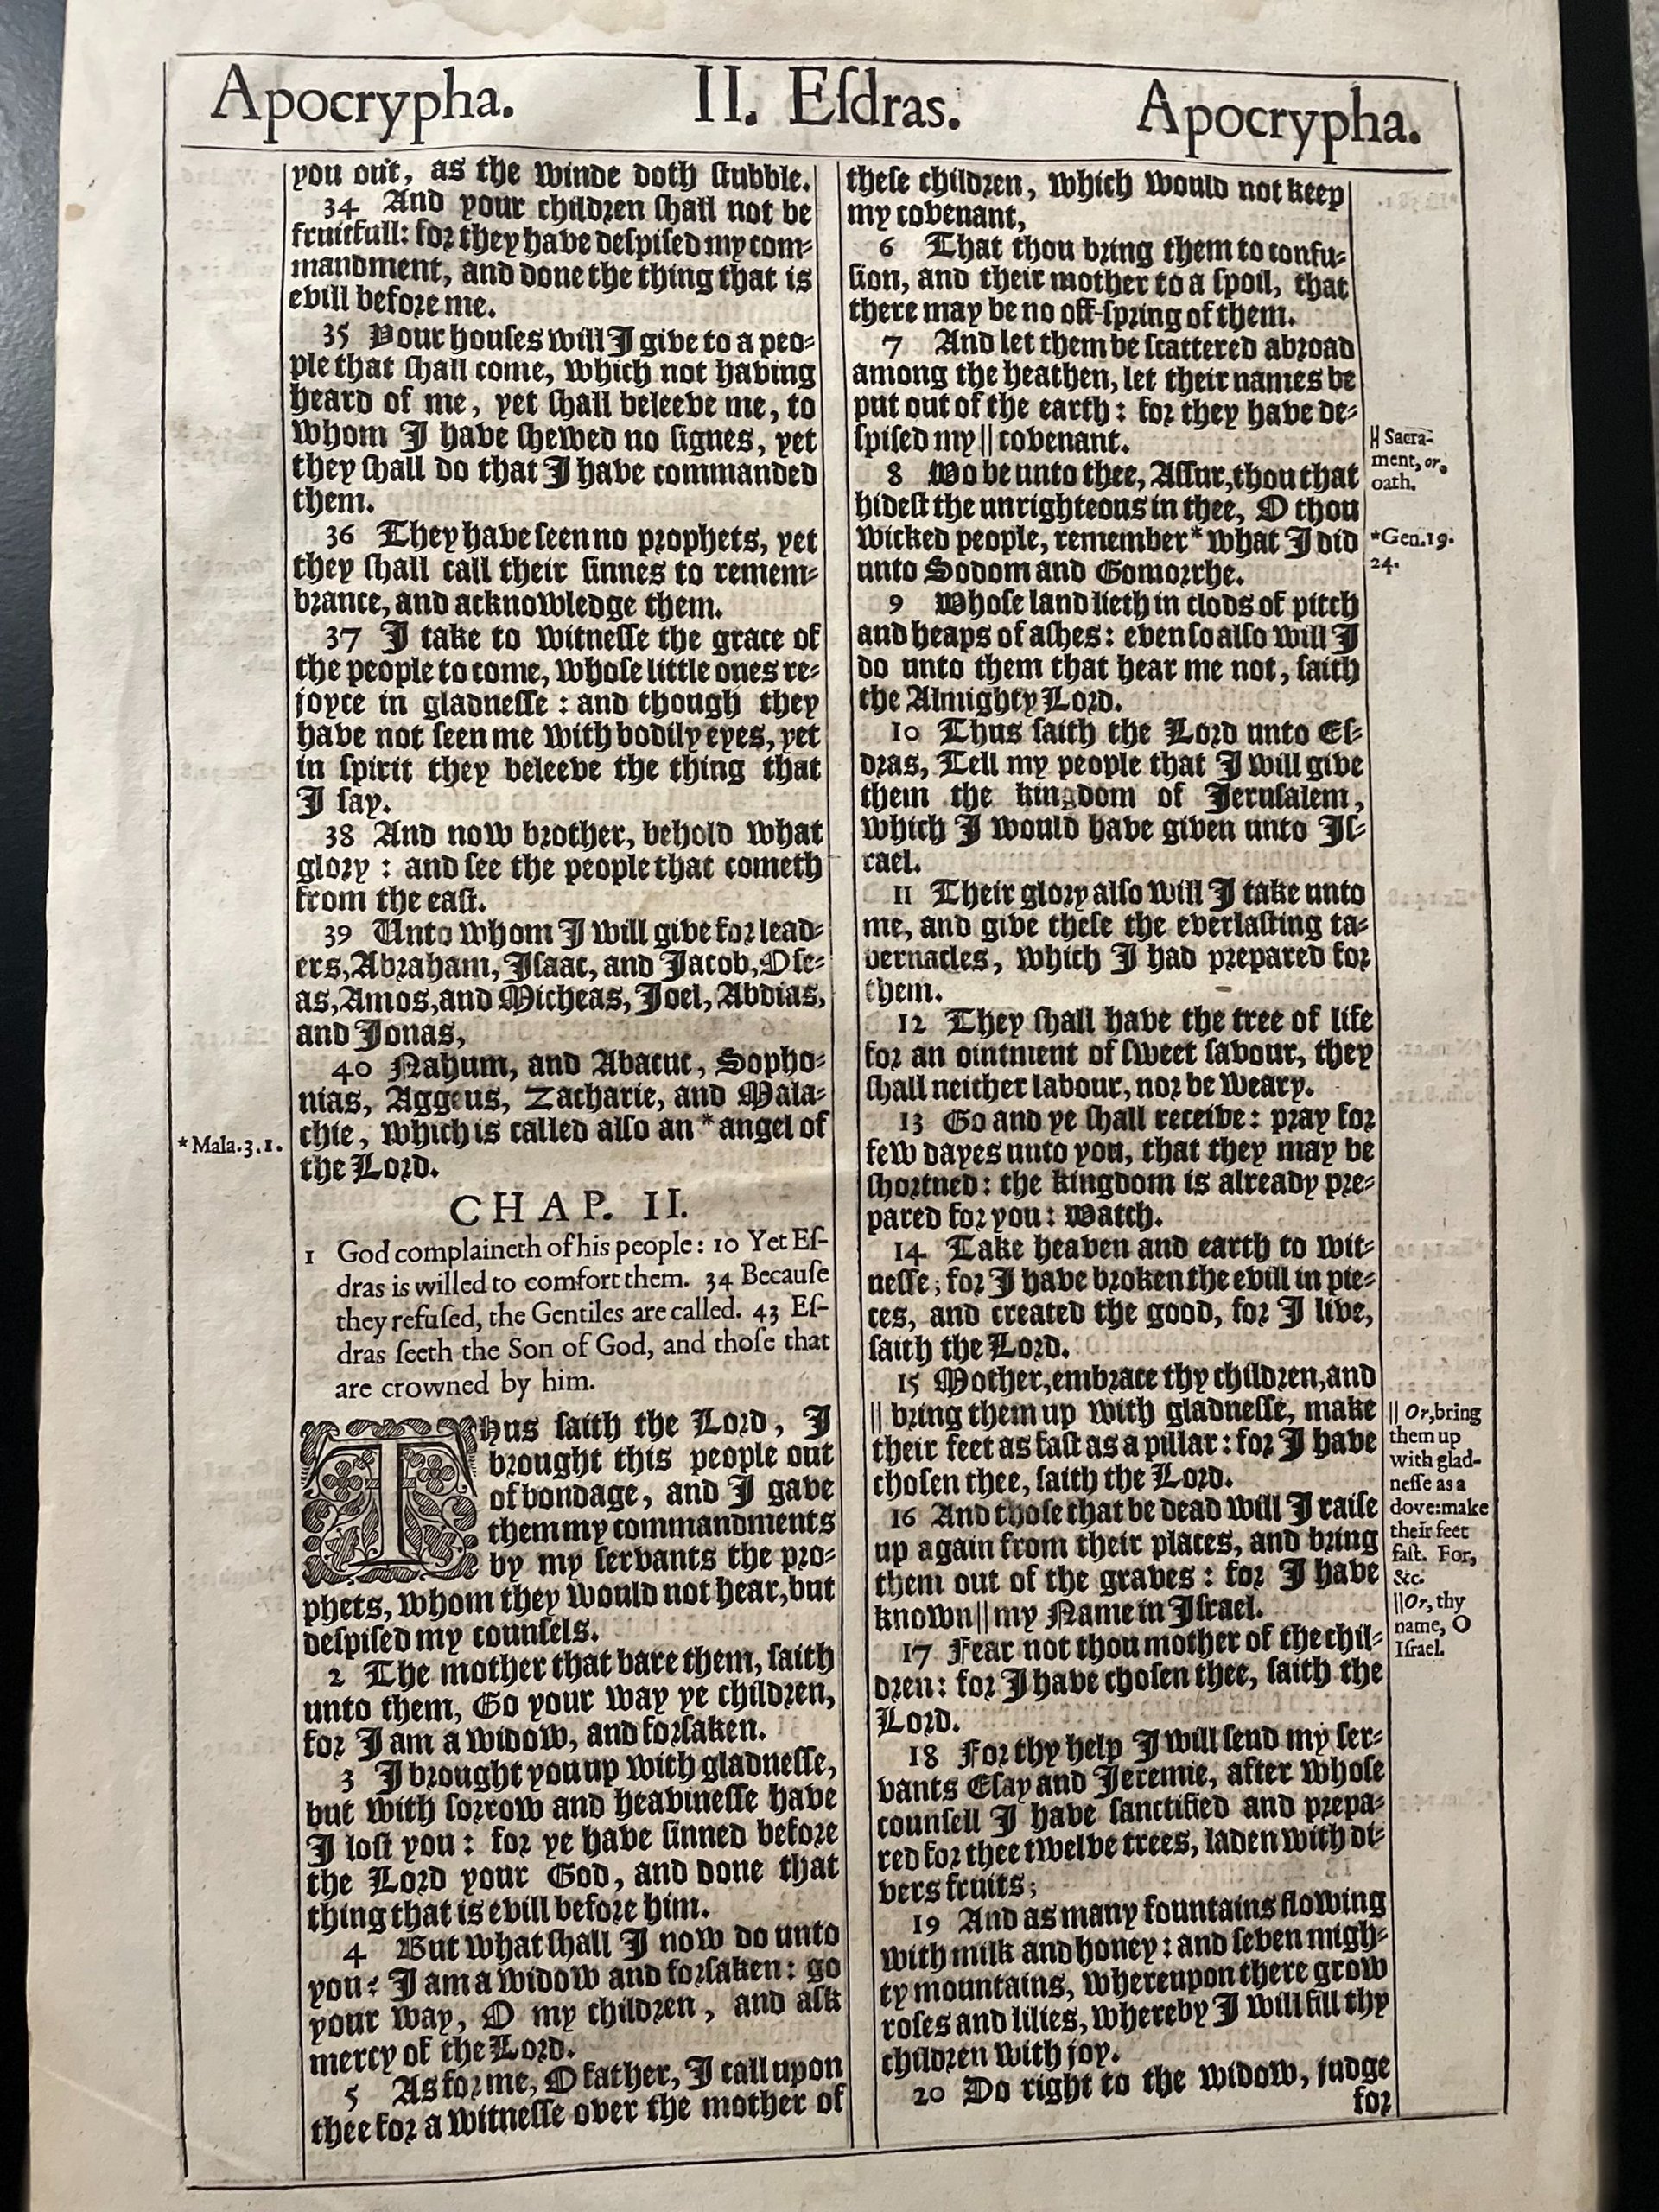 Apocrypha. II. Eſdras. Apocrypha.
you out, as the winde doth ſtubble.
34 And your children ſhall not be
fruitfull: for they have deſpiſed my com-
mandment, and done the thing that is
evill before me.
35 Your houſes will I give to a peo-
ple that ſhall come, which not having
heard of me, yet ſhall beleeve me, to
whom I have ſhewed no ſignes, yet
they ſhall do that I have commanded
them.
36 They have ſeen no prophets, yet
they ſhall call their ſinnes to remem-
brance, and acknowledge them.
37 I take to witneſſe the grace of
the people to come, whoſe little ones re-
joyce in gladneſſe : and though they
have not ſeen me with bodily eyes, yet
in ſpirit they beleeve the thing that
I ſay.
38 And now brother, behold what
glory : and ſee the people that cometh
from the eaſt.
39 Unto whom I will give for lead-
ers, Abraham, Iſaac, and Jacob, Oſe-
as, Amos, and Micheas, Joel, Abdias,
and Jonas,
40 Nahum, and Abacuc, Sopho-
nias, Aggeus, Zacharie, and Mala-
chie, which is called alſo an * angel of
the Lord.
* Mala.3.1.
CHAP. II.
1 God complaineth of his people: 10 Yet Eſ-
dras is willed to comfort them. 34 Becauſe
they refuſed, the Gentiles are called. 43 Eſ-
dras ſeeth the Son of God, and thoſe that
are crowned by him.
Thus ſaith the Lord, I
brought this people out
of bondage, and I gave
them my commandments
by my ſervants the pro-
phets, whom they would not hear, but
deſpiſed my counſels.
2 The mother that bare them, ſaith
unto them, Go your way ye children,
for I am a widow, and forſaken.
3 I brought you up with gladneſſe,
but with ſorrow and heavineſſe have
I loſt you : for ye have ſinned before
the Lord your God, and done that
thing that is evill before him.
4 But what ſhall I now do unto
you? I am a widow and forſaken: go
your way, O my children, and aſk
mercy of the Lord.
5 As for me, O father, I call upon
thee for a witneſſe over the mother of
theſe children, which would not keep
my covenant,
6 That thou bring them to confu-
ſion, and their mother to a ſpoil, that
there may be no off-ſpring of them.
7 And let them be ſcattered abroad
among the heathen, let their names be
put out of the earth : for they have de-
ſpiſed my || covenant.
8 Wo be unto thee, Aſſur, thou that
hideſt the unrighteous in thee, O thou
wicked people, remember * what I did
unto Sodom and Gomorrhe.
9 Whoſe land lieth in clods of pitch
and heaps of aſhes : even ſo alſo will I
do unto them that hear me not, ſaith
the Almighty Lord.
10 Thus ſaith the Lord unto Eſ-
dras, Tell my people that I will give
them the kingdom of Jeruſalem,
which I would have given unto Iſ-
rael.
11 Their glory alſo will I take unto
me, and give theſe the everlaſting ta-
bernacles, which I had prepared for
them.
12 They ſhall have the tree of life
for an ointment of ſweet ſavour, they
ſhall neither labour, nor be weary.
13 Go and ye ſhall receive : pray for
few dayes unto you, that they may be
ſhortned : the kingdom is already pre-
pared for you : watch.
14 Take heaven and earth to wit-
neſſe; for I have broken the evill in pie-
ces, and created the good, for I live,
ſaith the Lord.
15 Mother, embrace thy children, and
|| bring them up with gladneſſe, make
their feet as faſt as a pillar : for I have
choſen thee, ſaith the Lord.
16 And thoſe that be dead will I raiſe
up again from their places, and bring
them out of the graves : for I have
known || my Name in Iſrael.
17 Fear not thou mother of the chil-
dren : for I have choſen thee, ſaith the
Lord.
18 For thy help I will ſend my ſer-
vants Eſay and Jeremie, after whoſe
counſell I have ſanctified and prepa-
red for thee twelve trees, laden with di-
vers fruits;
19 And as many fountains flowing
with milk and honey : and ſeven migh-
ty mountains, whereupon there grow
roſes and lilies, whereby I will fill thy
children with joy.
20 Do right to the widow, judge
for
|| Sacra-
ment, or,
oath.
* Gen.19.
24.
|| Or, bring
them up
with glad-
neſſe as a
dove: make
their feet
faſt. For,
&c.
|| Or, thy
name, O
Iſrael.